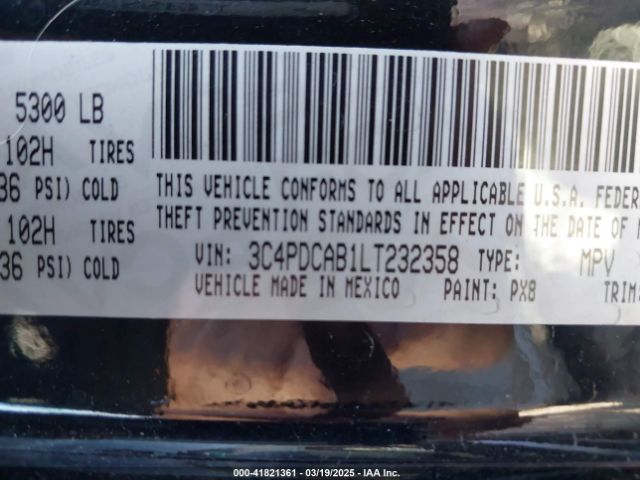 5300 LB
102H TIRES
36 PSI) COLD
102H TIRES
36 PSI) COLD
THIS VEHICLE CONFORMS TO ALL APPLICABLE U.S.A. FEDER
THEFT PREVENTION STANDARDS IN EFFECT ON THE DATE OF
VIN: 3C4PDCAB1LT232358 TYPE: MPV
VEHICLE MADE IN MEXICO PAINT: PX8 TRIM:
000-41821361 | 03/19/2025 | IAA Inc.